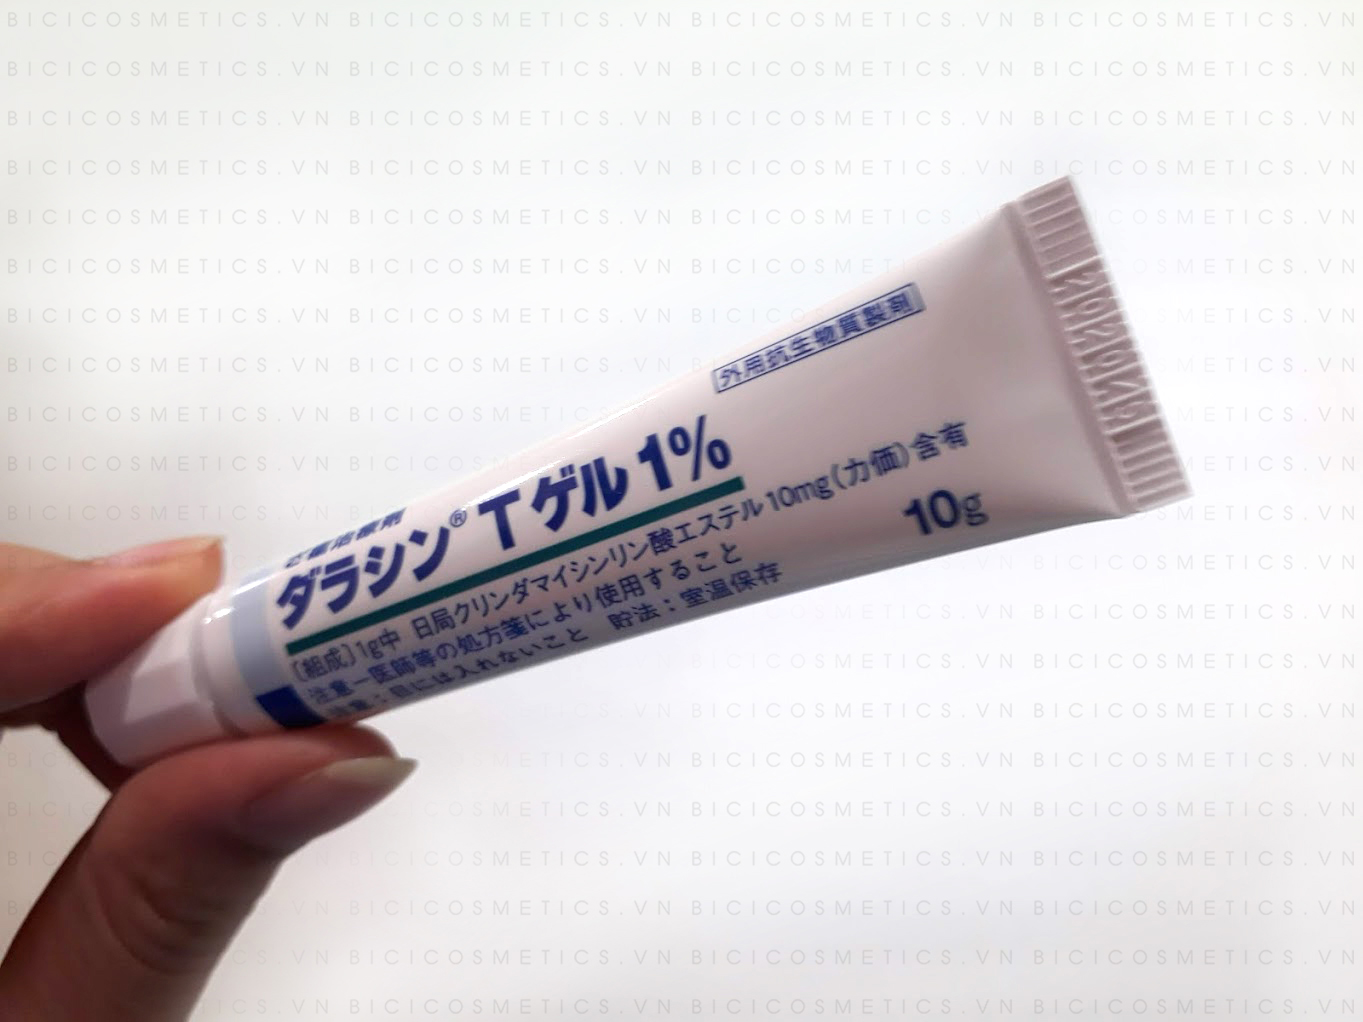 外用抗生物質製剤
ダラシン® Tゲル 1%
〔組成〕1g中 日局クリンダマイシンリン酸エステル10mg(力価)含有
10g
注意ー医師等の処方箋により使用すること
注意:目には入れないこと 貯法:室温保存
BICICOSMETICS.VN